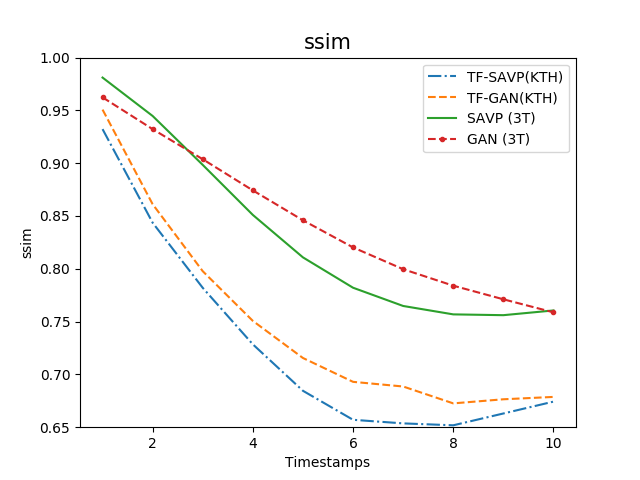 ssim
1.00
0.95
0.90
0.85
0.80
0.75
0.70
0.65
ssim
2
4
6
8
10
Timestamps
TF-SAVP(KTH)
TF-GAN(KTH)
SAVP (3T)
GAN (3T)